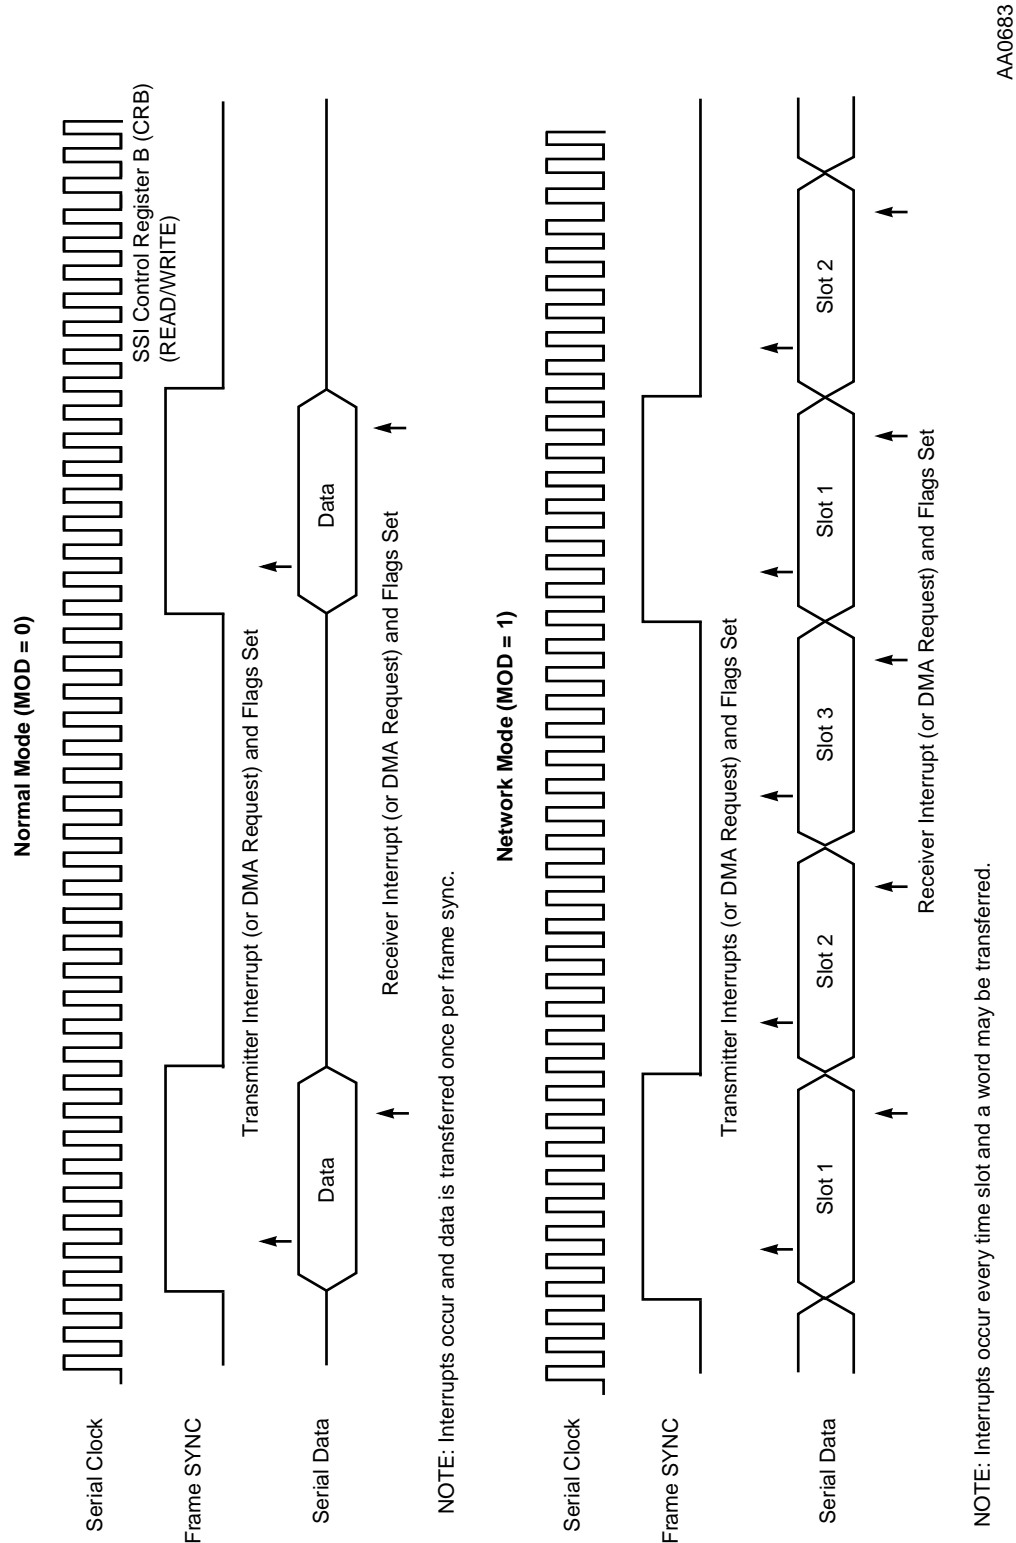 Normal Mode (MOD = 0)
Serial Clock
SSI Control Register B (CRB)
(READ/WRITE)
Frame SYNC
Transmitter Interrupt (or DMA Request) and Flags Set
Serial Data
Data
Data
Receiver Interrupt (or DMA Request) and Flags Set
NOTE: Interrupts occur and data is transferred once per frame sync.
Network Mode (MOD = 1)
Serial Clock
Frame SYNC
Transmitter Interrupts (or DMA Request) and Flags Set
Serial Data
Slot 1
Slot 2
Slot 3
Slot 1
Slot 2
Receiver Interrupt (or DMA Request) and Flags Set
NOTE: Interrupts occur every time slot and a word may be transferred.
AA0683